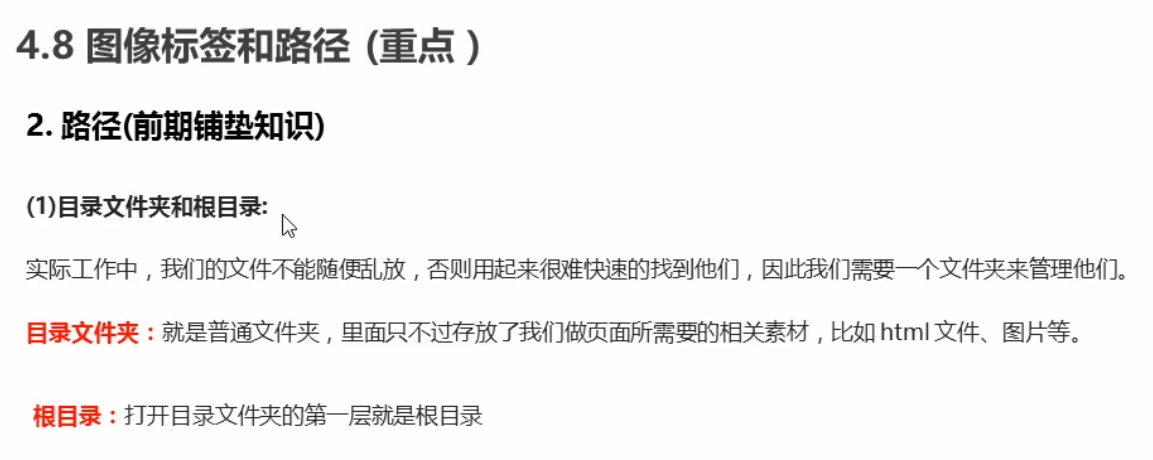 4.8 图像标签和路径 (重点 )
2. 路径(前期铺垫知识)
(1)目录文件夹和根目录:
实际工作中，我们的文件不能随便乱放，否则用起来很难快速的找到他们，因此我们需要一个文件夹来管理他们。
目录文件夹：就是普通文件夹，里面只不过存放了我们做页面所需要的相关素材，比如 html 文件、图片等。
根目录：打开目录文件夹的第一层就是根目录